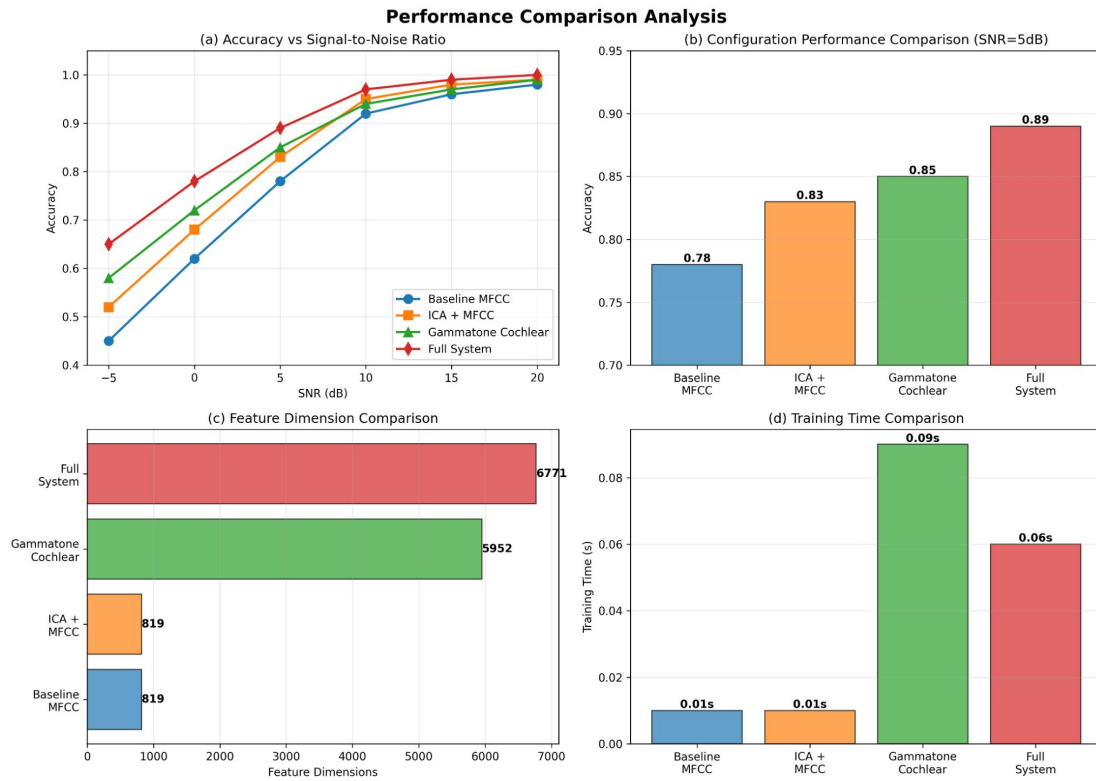 Performance Comparison Analysis
(a) Accuracy vs Signal-to-Noise Ratio
Accuracy
1.0
0.9
0.8
0.7
0.6
0.5
0.4
−5
0
5
10
15
20
SNR (dB)
Baseline MFCC
ICA + MFCC
Gammatone Cochlear
Full System
(b) Configuration Performance Comparison (SNR=5dB)
Accuracy
0.95
0.90
0.85
0.80
0.75
0.70
0.78
0.83
0.85
0.89
Baseline
MFCC
ICA +
MFCC
Gammatone
Cochlear
Full
System
(c) Feature Dimension Comparison
Full
System
6771
Gammatone
Cochlear
5952
ICA +
MFCC
819
Baseline
MFCC
819
0
1000
2000
3000
4000
5000
6000
7000
Feature Dimensions
(d) Training Time Comparison
Training Time (s)
0.08
0.06
0.04
0.02
0.00
0.01s
0.01s
0.09s
0.06s
Baseline
MFCC
ICA +
MFCC
Gammatone
Cochlear
Full
System